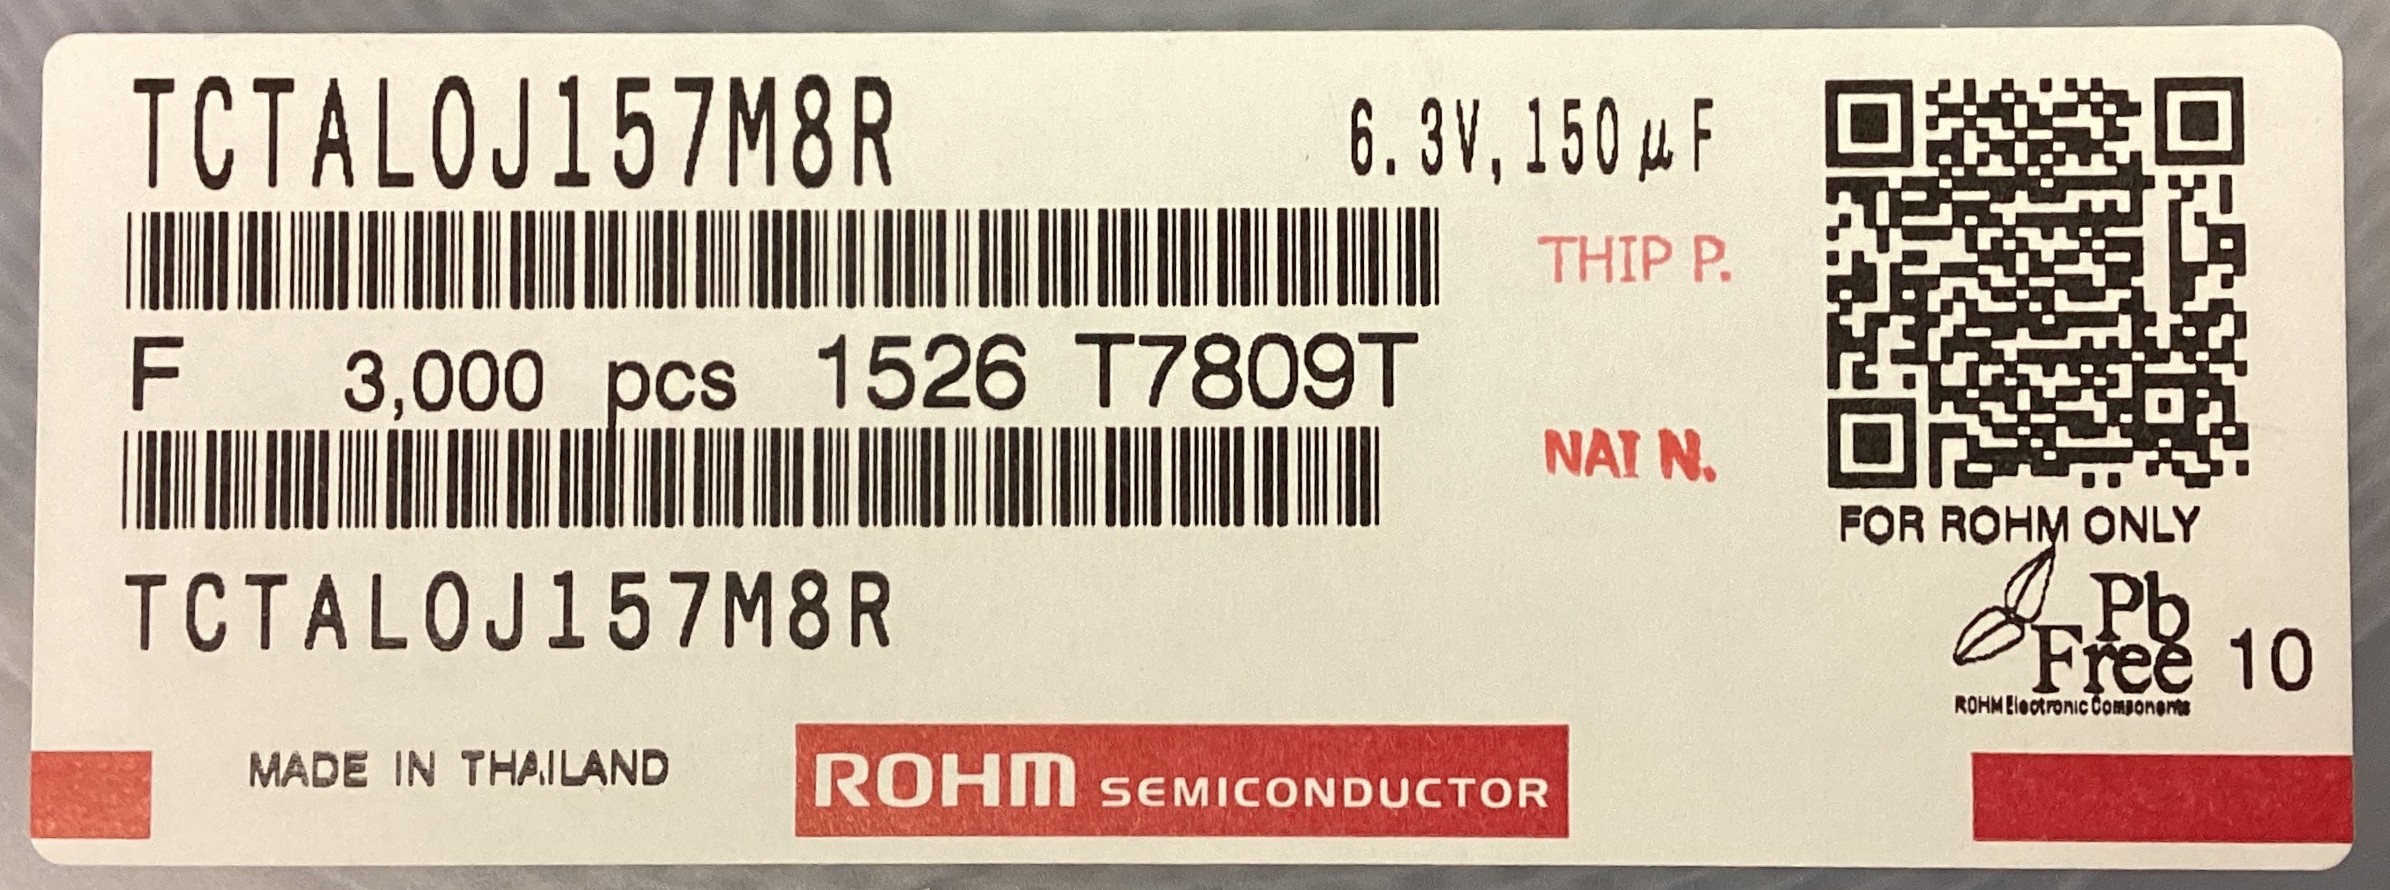 TCTAL0J157M8R
6.3V,150μF
THIP P.
F 3,000 pcs 1526 T7809T
NAI N.
FOR ROHM ONLY
TCTAL0J157M8R
Pb
Free 10
ROHM Electronic Components
MADE IN THAILAND
ROHM SEMICONDUCTOR